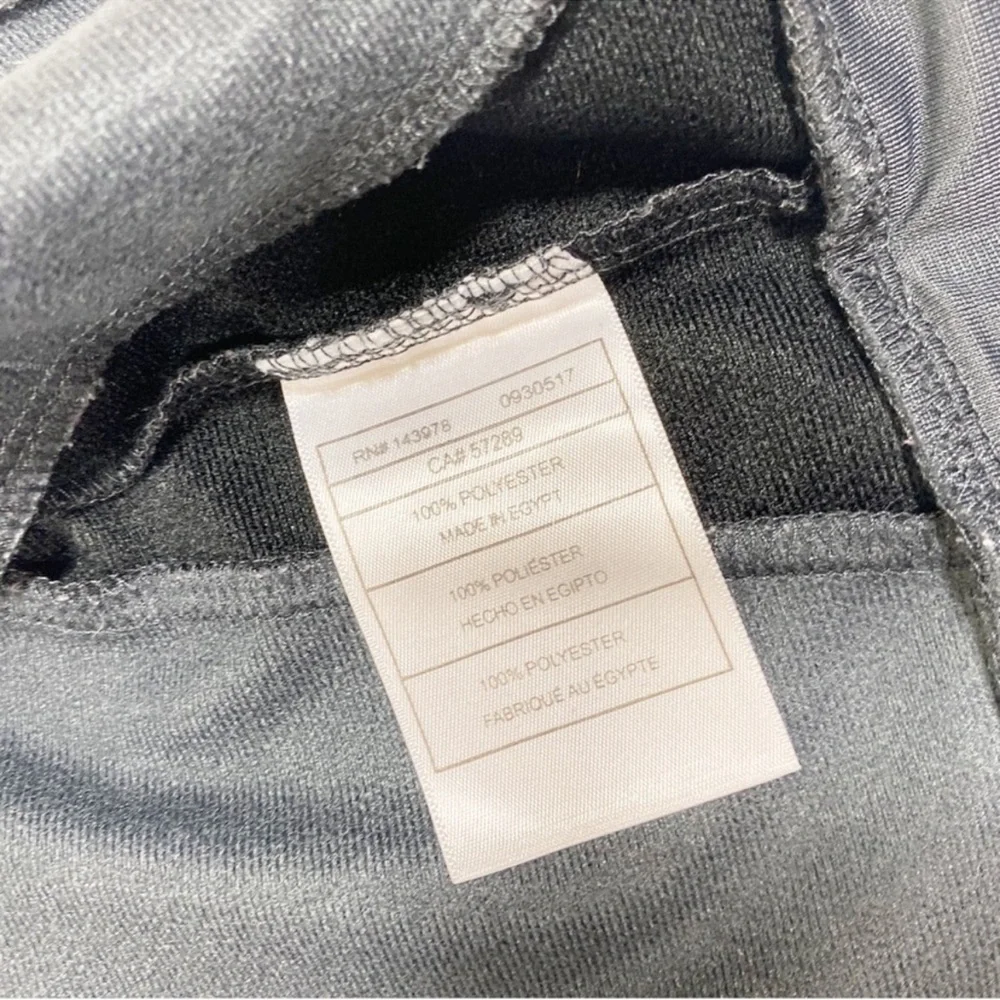 RN# 143978 0930517
CA# 57289
100% POLYESTER
MADE IN EGYPT
100% POLIÉSTER
HECHO EN EGIPTO
100% POLYESTER
FABRIQUÉ AU ÉGYPTE